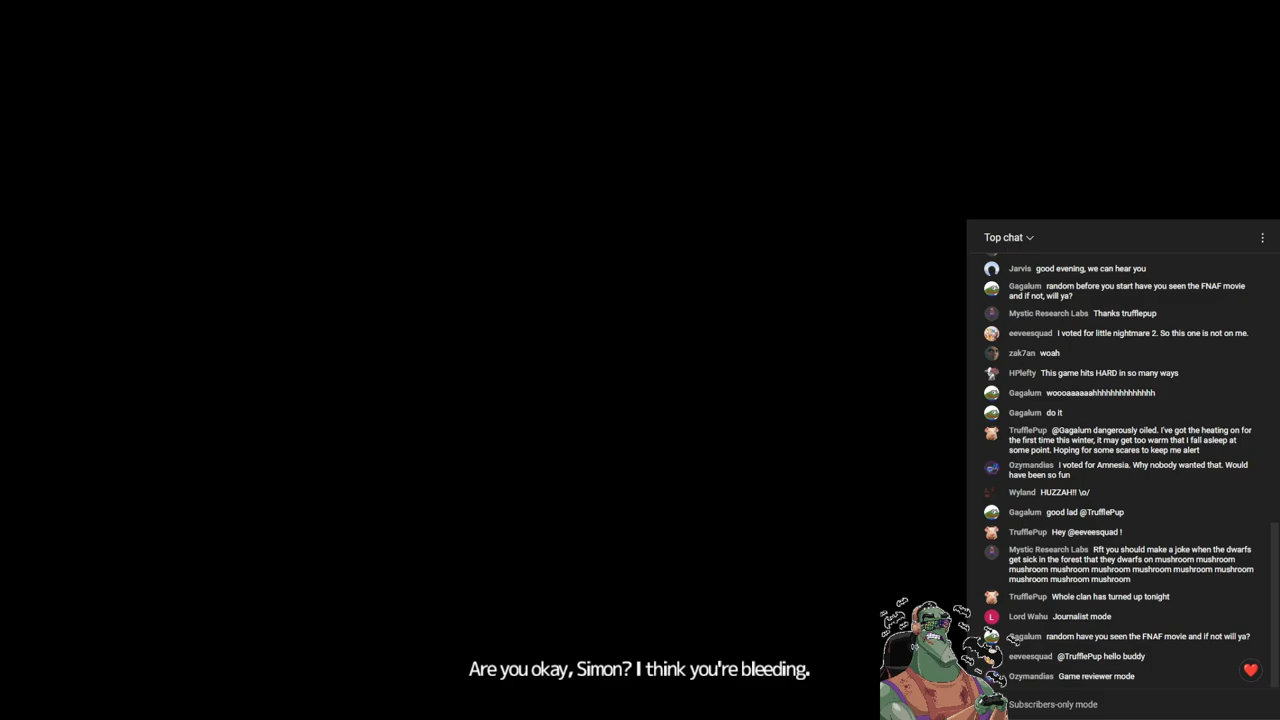 Top chat
Jarvis good evening, we can hear you
Gagalum random before you start have you seen the FNAF movie
and if not, will ya?
Mystic Research Labs Thanks trufflepup
eeveesquad I voted for little nightmare 2. So this one is not on me.
zak7an woah
HPlefty This game hits HARD in so many ways
Gagalum woooaaaaaahhhhhhhhhhhhh
Gagalum do it
TrufflePup @Gagalum dangerously oiled. I've got the heating on for
the first time this winter, it may get too warm that I fall asleep at
some point. Hoping for some scares to keep me alert
Ozymandias I voted for Amnesia. Why nobody wanted that. Would
have been so fun
Wyland HUZZAH!! \o/
Gagalum good lad @TrufflePup
TrufflePup Hey @eeveesquad !
Mystic Research Labs Rft you should make a joke when the dwarfs
get sick in the forest that they dwarfs on mushroom mushroom
mushroom mushroom mushroom mushroom mushroom mushroom
mushroom mushroom mushroom
TrufflePup Whole clan has turned up tonight
L Lord Wahu Journalist mode
Gagalum random have you seen the FNAF movie and if not will ya?
eeveesquad @TrufflePup hello buddy
Ozymandias Game reviewer mode
Subscribers-only mode
Are you okay, Simon? I think you're bleeding.